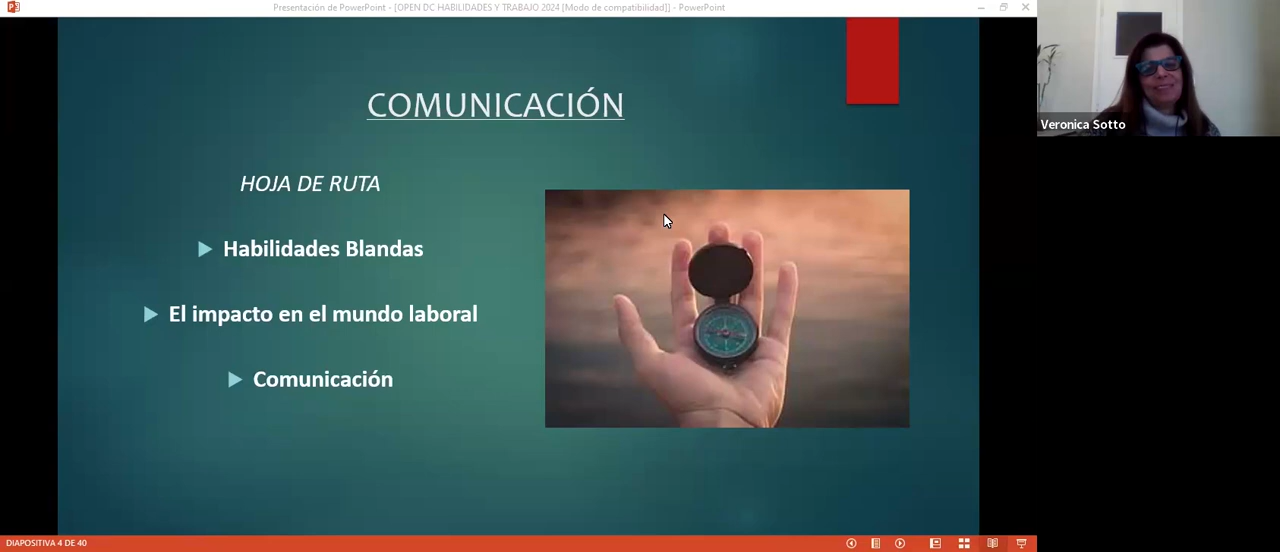 Presentación de PowerPoint - [OPEN DC HABILIDADES Y TRABAJO 2024 [Modo de compatibilidad]] - PowerPoint
COMUNICACIÓN
HOJA DE RUTA
Habilidades Blandas
El impacto en el mundo laboral
Comunicación
Veronica Sotto
DIAPOSITIVA 4 DE 40